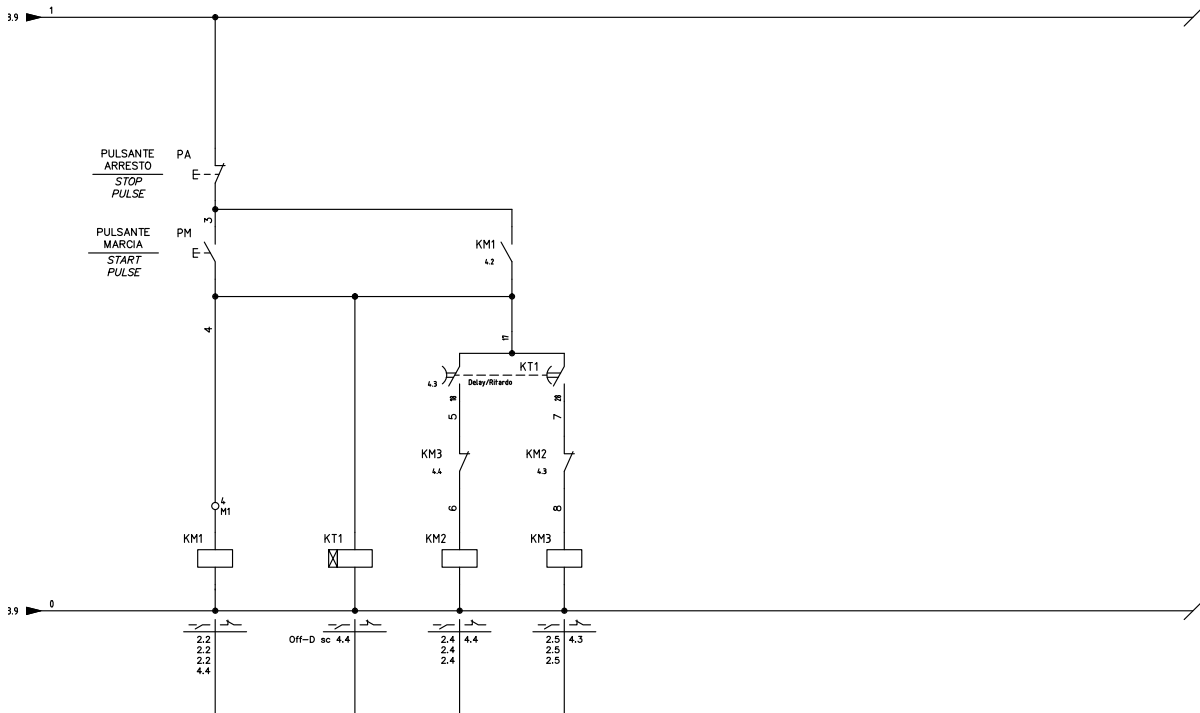 3.9
1
PULSANTE
ARRESTO
STOP
PULSE
PA
3
PULSANTE
MARCIA
START
PULSE
PM
KM1
4.2
4
17
KT1
4.3
Delay/Ritardo
18
28
5
7
KM3
4.4
KM2
4.3
6
8
4
M1
KM1
KT1
KM2
KM3
3.9
0
2.2
2.2
2.2
4.4
Off-D sc 4.4
2.4 4.4
2.4
2.4
2.5 4.3
2.5
2.5